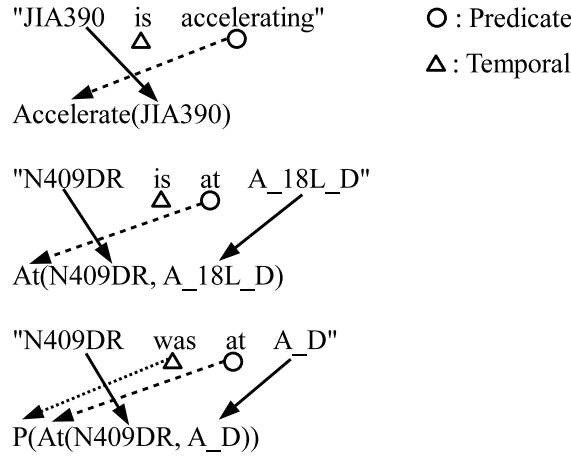 "JIA390 is accelerating"
: Predicate
: Temporal
Accelerate(JIA390)
"N409DR is at A_18L_D"
At(N409DR, A_18L_D)
"N409DR was at A_D"
P(At(N409DR, A_D))